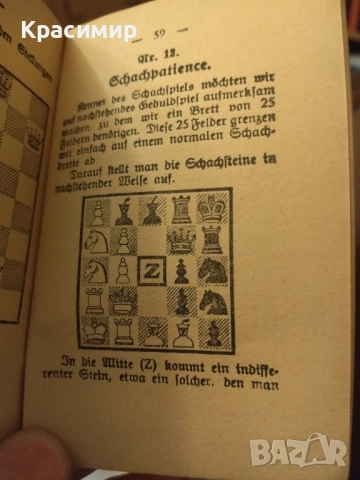 Красимир
59
Nr. 12.
Schachpatience.
Kenner des Schachspiels möchten wir
auf nachstehendes Geduldspiel aufmerksam
machen, zu dem wir ein Brett von 25
Feldern benötigen. Diese 25 Felder grenzen
wir einfach auf einem normalen Schach-
brette ab.
Darauf stellt man die Schachsteine in
nachstehender Weise auf.
Z
In die Mitte (Z) kommt ein indiffe-
renter Stein, etwa ein solcher, den man
bazar